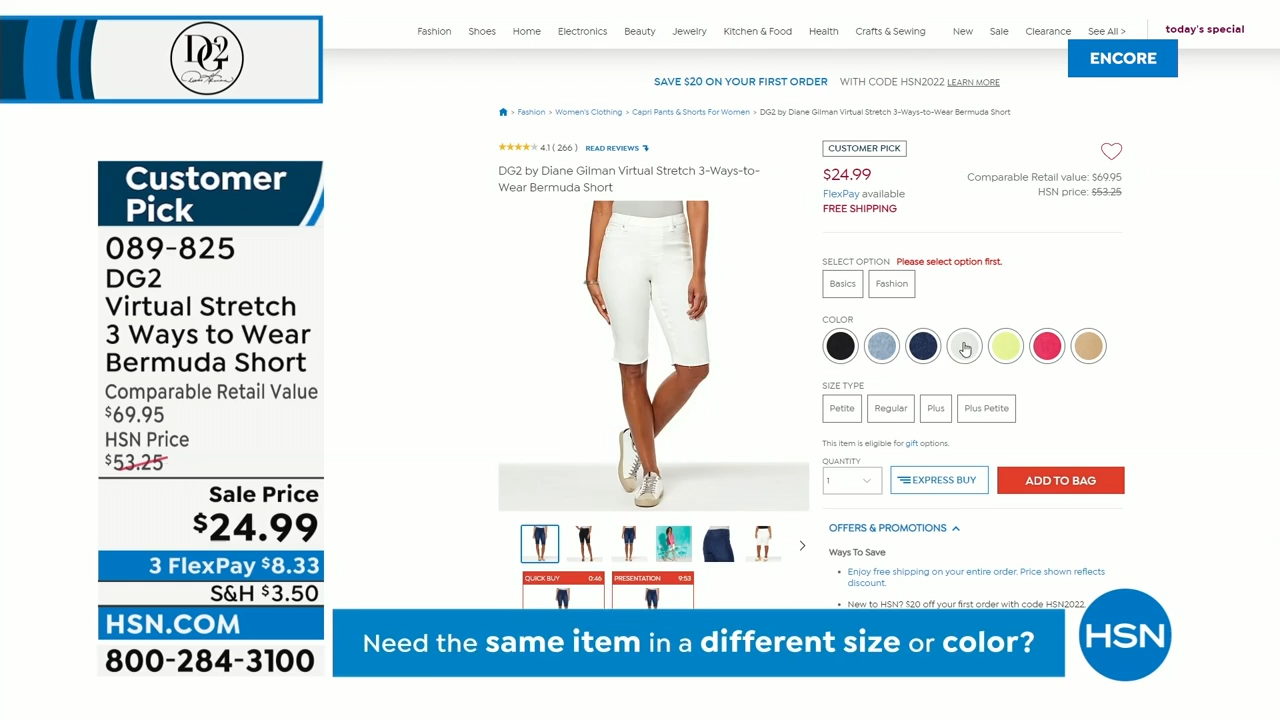 DG2
Customer
Pick
089-825
DG2
Virtual Stretch
3 Ways to Wear
Bermuda Short
Comparable Retail Value
$69.95
HSN Price
$53.25
Sale Price
$24.99
3 FlexPay $8.33
S&H $3.50
HSN.COM
800-284-3100
Fashion Shoes Home Electronics Beauty Jewelry Kitchen & Food Health Crafts & Sewing New Sale Clearance See All > today's special
ENCORE
SAVE $20 ON YOUR FIRST ORDER WITH CODE HSN2022 LEARN MORE
> Fashion > Women's Clothing > Capri Pants & Shorts For Women > DG2 by Diane Gilman Virtual Stretch 3-Ways-to-Wear Bermuda Short
4.1 ( 266 ) READ REVIEWS
DG2 by Diane Gilman Virtual Stretch 3-Ways-to-
Wear Bermuda Short
QUICK BUY 0:46 PRESENTATION 9:53
CUSTOMER PICK
$24.99
Comparable Retail value: $69.95
FlexPay available
HSN price: $53.25
FREE SHIPPING
SELECT OPTION Please select option first.
Basics Fashion
COLOR
SIZE TYPE
Petite Regular Plus Plus Petite
This item is eligible for gift options.
QUANTITY
1 EXPRESS BUY ADD TO BAG
OFFERS & PROMOTIONS
Ways To Save
• Enjoy free shipping on your entire order. Price shown reflects
discount.
• New to HSN? $20 off your first order with code HSN2022.
Need the same item in a different size or color?
HSN